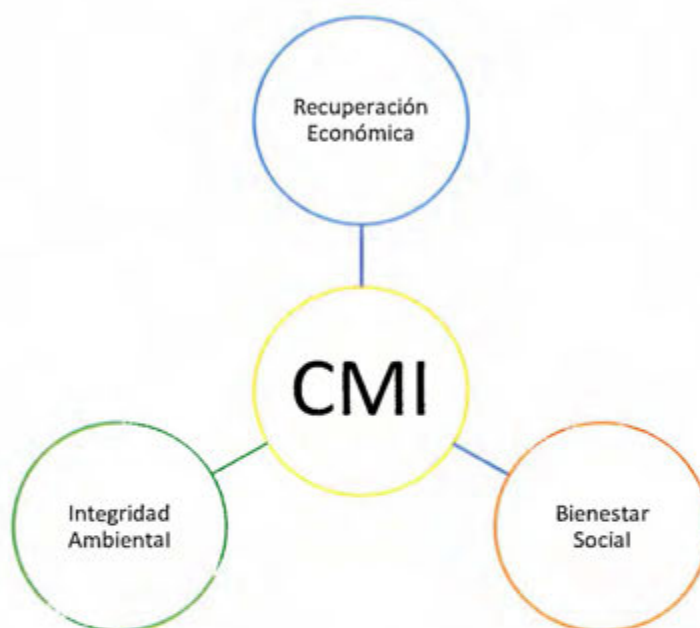 Recuperación
Económica
CMI
Integridad
Ambiental
Bienestar
Social